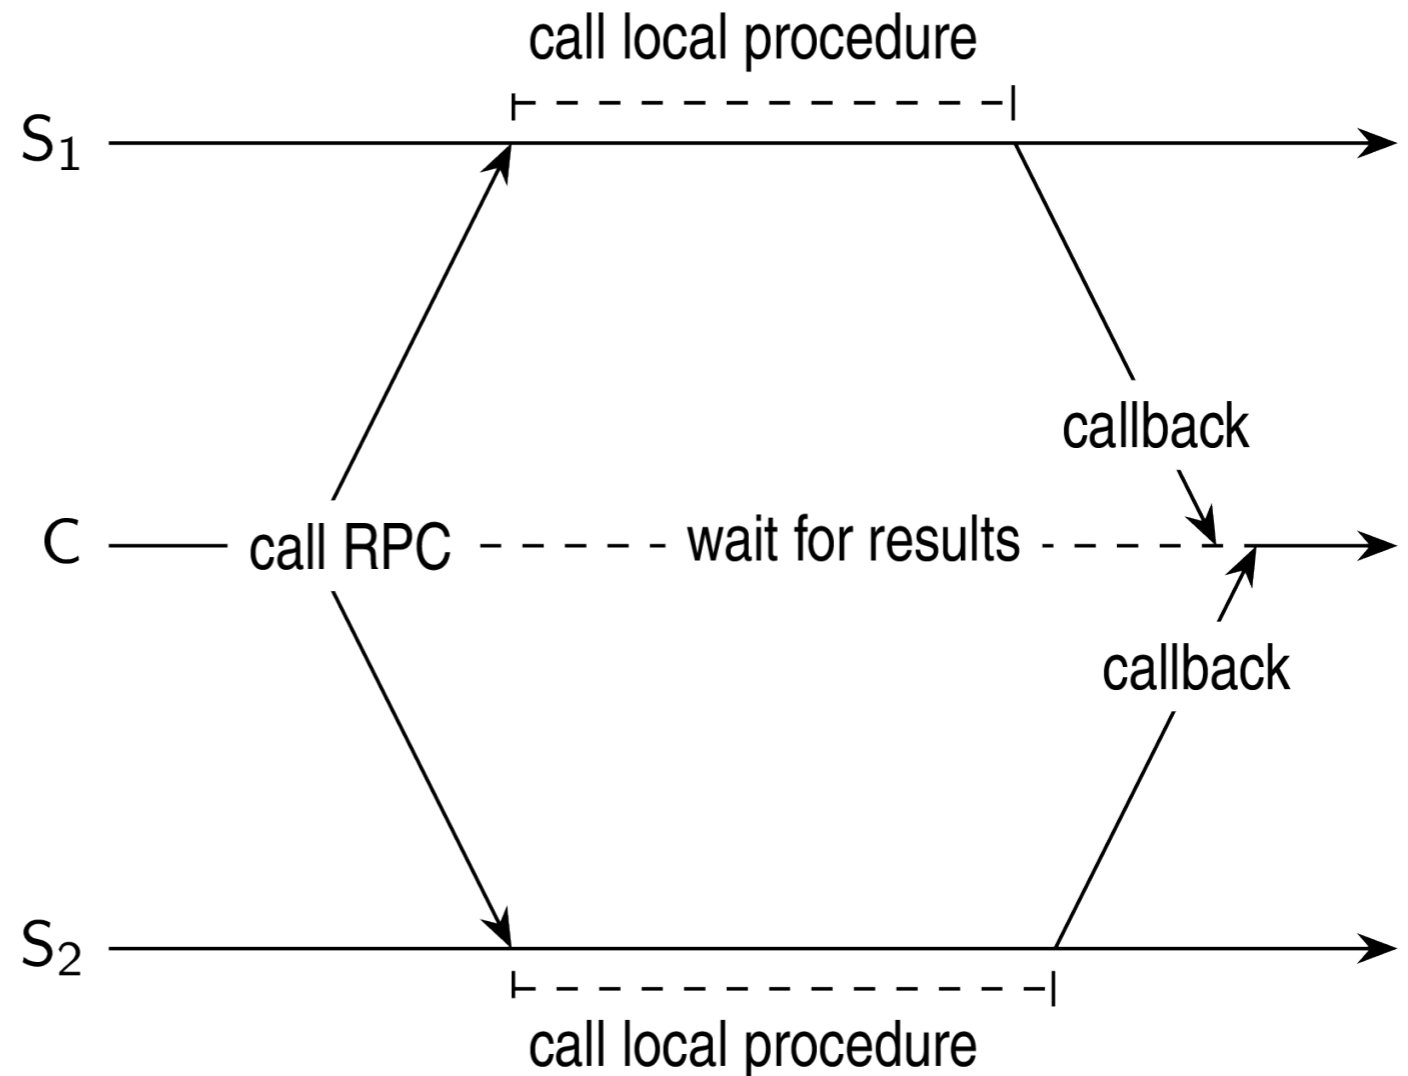 call local procedure
S₁
callback
C
call RPC
wait for results
callback
S₂
call local procedure